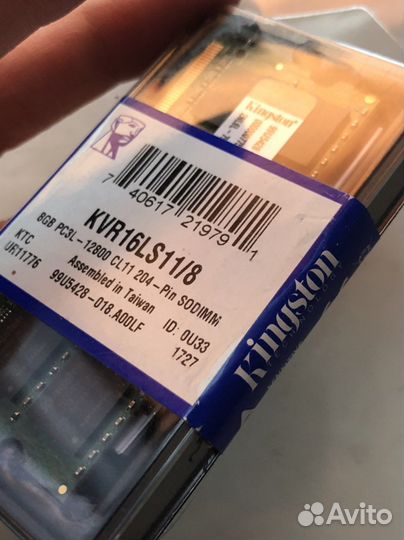 Kingston
7 40617 21979 1
KVR16LS11/8
8GB PC3L-12800 CL11 204-Pin SODIMM
Assembled in Taiwan ID: 0U33
KTC
UR11776
99U5428-018.A00LF 1727
Kingston
Avito